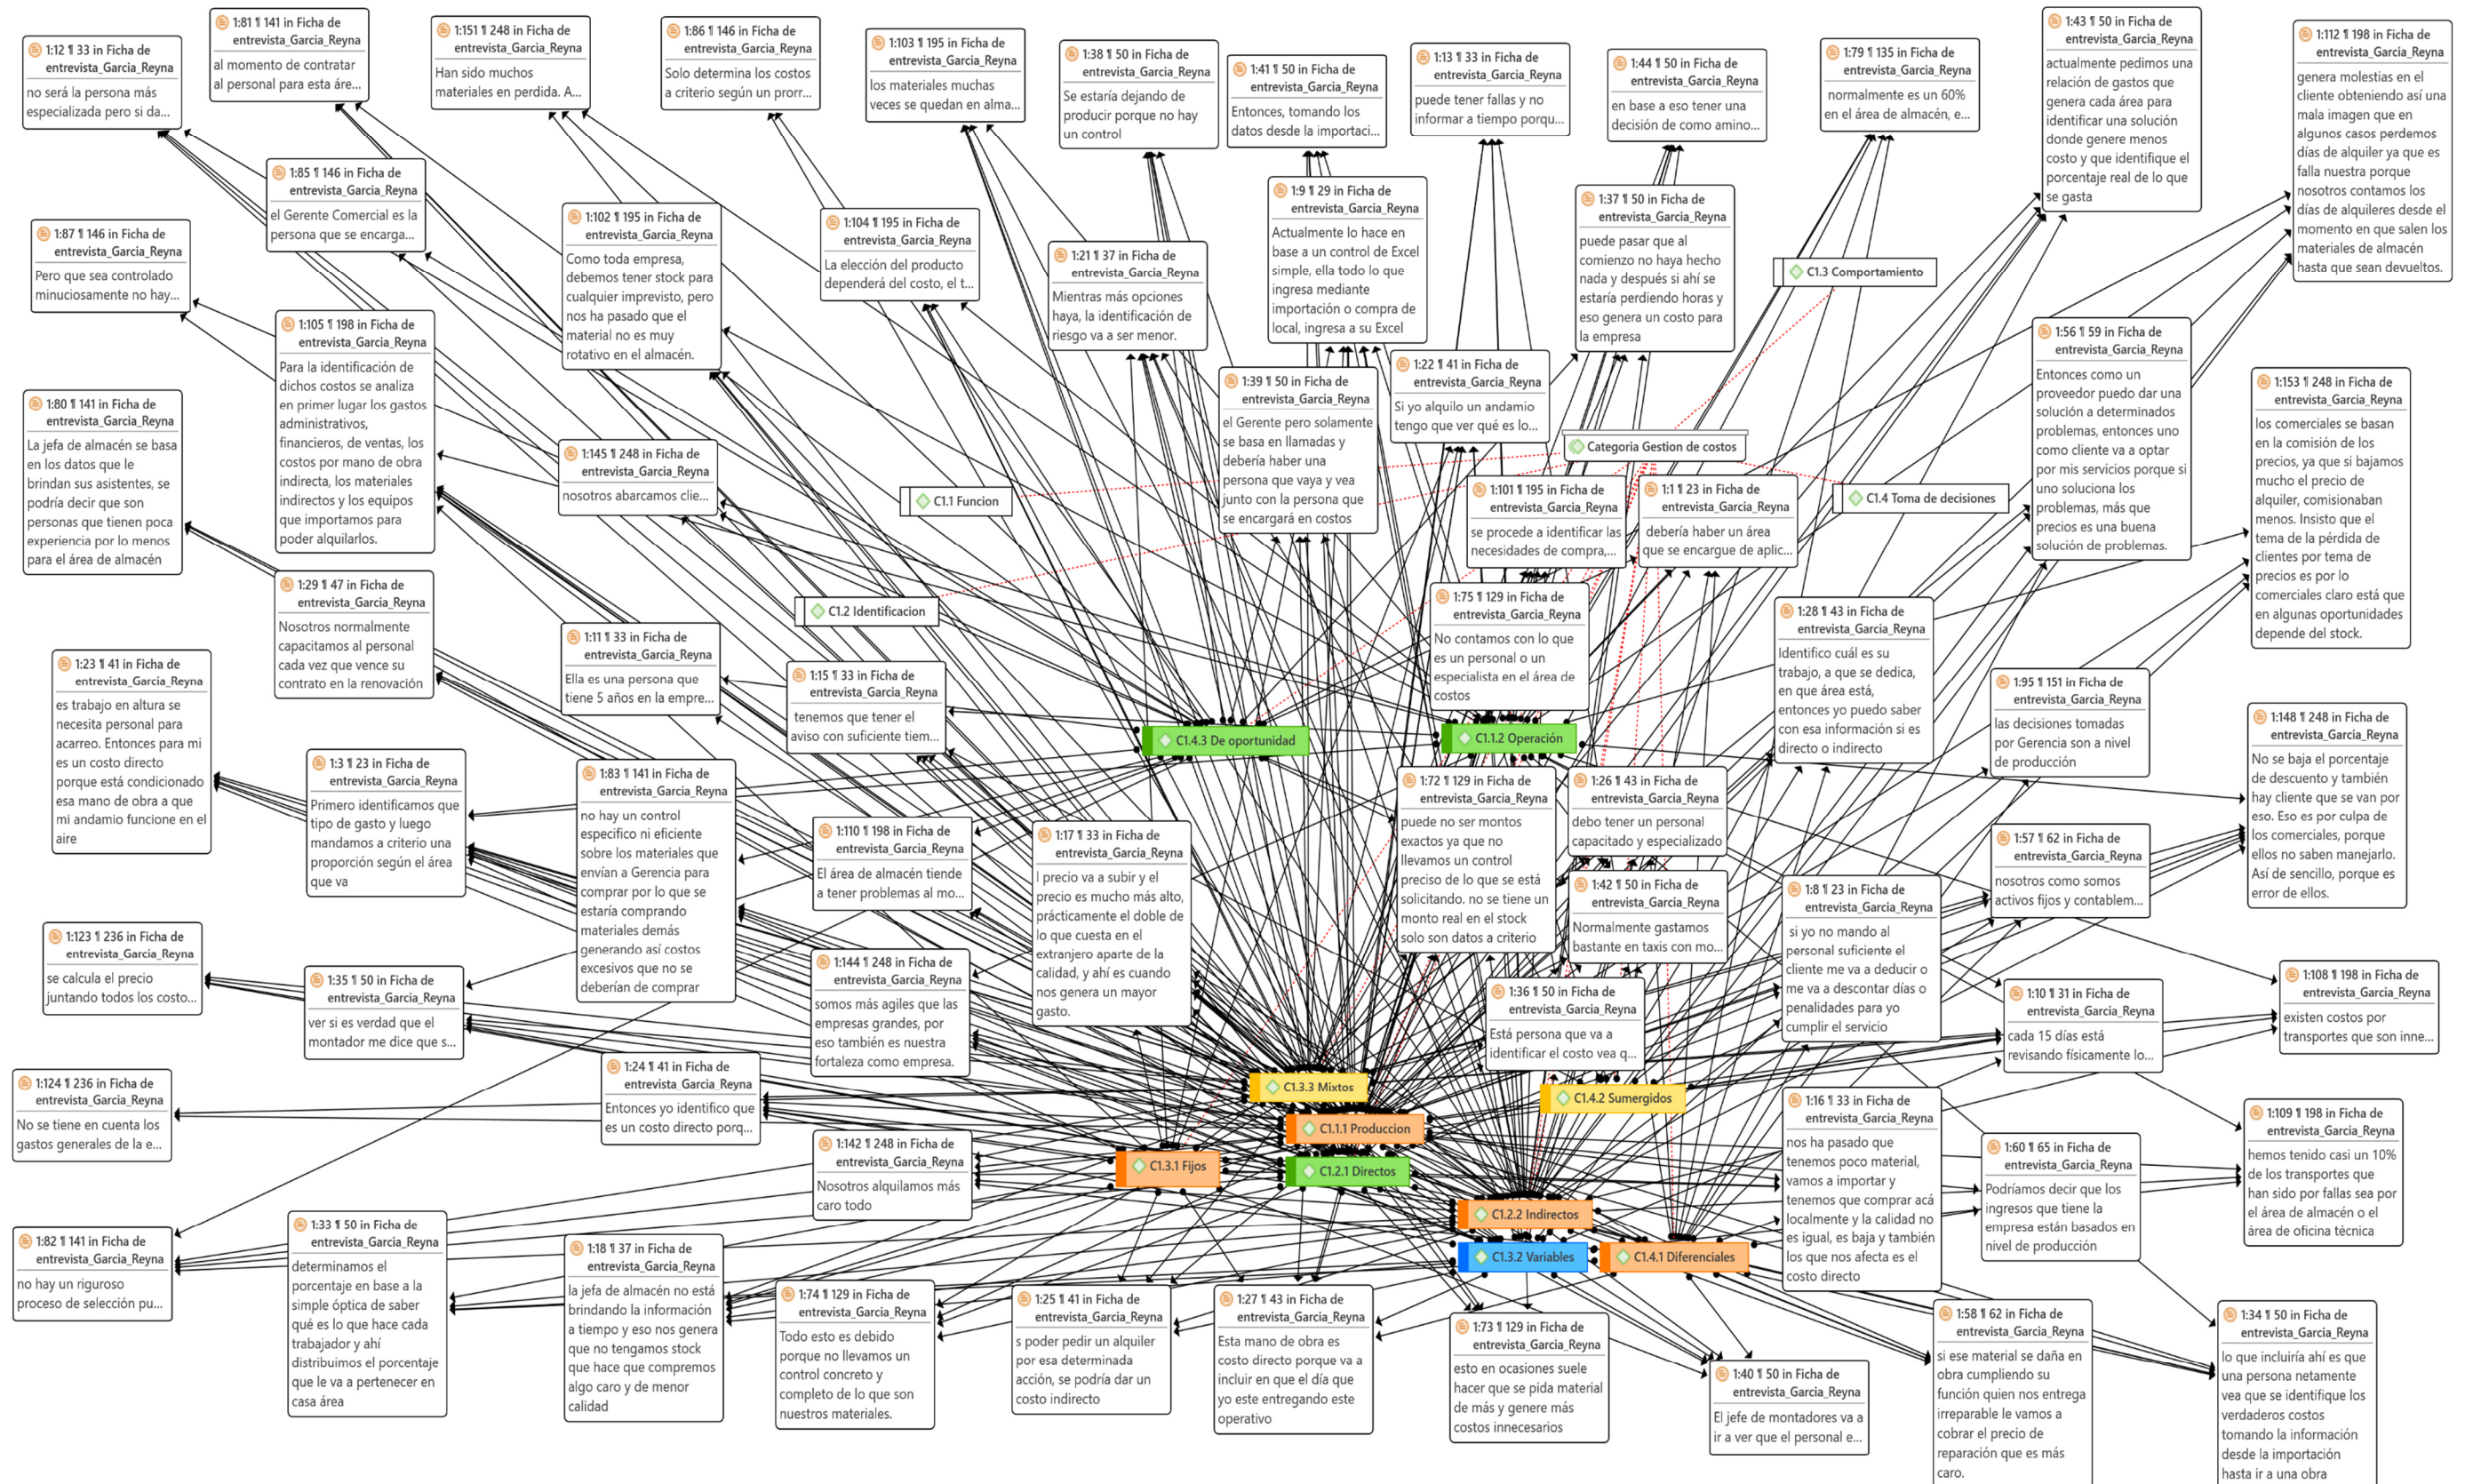 1:12 ¶ 33 in Ficha de
entrevista_Garcia_Reyna
no será la persona más
especializada pero si da...
1:81 ¶ 141 in Ficha de
entrevista_Garcia_Reyna
al momento de contratar
al personal para esta áre...
1:151 ¶ 248 in Ficha de
entrevista_Garcia_Reyna
Han sido muchos
materiales en perdida. A...
1:86 ¶ 146 in Ficha de
entrevista_Garcia_Reyna
Solo determina los costos
a criterio según un prorr...
1:103 ¶ 195 in Ficha de
entrevista_Garcia_Reyna
los materiales muchas
veces se quedan en alma...
1:38 ¶ 50 in Ficha de
entrevista_Garcia_Reyna
Se estaría dejando de
producir porque no hay
un control
1:41 ¶ 50 in Ficha de
entrevista_Garcia_Reyna
Entonces, tomando los
datos desde la importaci...
1:13 ¶ 33 in Ficha de
entrevista_Garcia_Reyna
puede tener fallas y no
informar a tiempo porqu...
1:44 ¶ 50 in Ficha de
entrevista_Garcia_Reyna
en base a eso tener una
decisión de como amino...
1:79 ¶ 135 in Ficha de
entrevista_Garcia_Reyna
normalmente es un 60%
en el área de almacén, e...
1:43 ¶ 50 in Ficha de
entrevista_Garcia_Reyna
actualmente pedimos una
relación de gastos que
genera cada área para
identificar una solución
donde genere menos
costo y que identifique el
porcentaje real de lo que
se gasta
1:112 ¶ 198 in Ficha de
entrevista_Garcia_Reyna
genera molestias en el
cliente obteniendo así una
mala imagen que en
algunos casos perdemos
días de alquiler ya que es
falla nuestra porque
nosotros contamos los
días de alquileres desde el
momento en que salen los
materiales de almacén
hasta que sean devueltos.
1:85 ¶ 146 in Ficha de
entrevista_Garcia_Reyna
el Gerente Comercial es la
persona que se encarga...
1:87 ¶ 146 in Ficha de
entrevista_Garcia_Reyna
Pero que sea controlado
minuciosamente no hay...
1:102 ¶ 195 in Ficha de
entrevista_Garcia_Reyna
Como toda empresa,
debemos tener stock para
cualquier imprevisto, pero
nos ha pasado que el
material no es muy
rotativo en el almacén.
1:104 ¶ 195 in Ficha de
entrevista_Garcia_Reyna
La elección del producto
dependerá del costo, el t...
1:21 ¶ 37 in Ficha de
entrevista_Garcia_Reyna
Mientras más opciones
haya, la identificación de
riesgo va a ser menor.
1:9 ¶ 29 in Ficha de
entrevista_Garcia_Reyna
Actualmente lo hace en
base a un control de Excel
simple, ella todo lo que
ingresa mediante
importación o compra de
local, ingresa a su Excel
1:37 ¶ 50 in Ficha de
entrevista_Garcia_Reyna
puede pasar que al
comienzo no haya hecho
nada y después si ahí se
estaría perdiendo horas y
eso genera un costo para
la empresa
C1.3 Comportamiento
1:105 ¶ 198 in Ficha de
entrevista_Garcia_Reyna
Para la identificación de
dichos costos se analiza
en primer lugar los gastos
administrativos,
financieros, de ventas, los
costos por mano de obra
indirecta, los materiales
indirectos y los equipos
que importamos para
poder alquilarlos.
1:39 ¶ 50 in Ficha de
entrevista_Garcia_Reyna
el Gerente pero solamente
se basa en llamadas y
debería haber una
persona que vaya y vea
junto con la persona que
se encargará en costos
1:22 ¶ 41 in Ficha de
entrevista_Garcia_Reyna
Si yo alquilo un andamio
tengo que ver qué es lo...
1:56 ¶ 59 in Ficha de
entrevista_Garcia_Reyna
Entonces como un
proveedor puedo dar una
solución a determinados
problemas, entonces uno
como cliente va a optar
por mis servicios porque si
uno soluciona los
problemas, más que
precios es una buena
solución de problemas.
1:153 ¶ 248 in Ficha de
entrevista_Garcia_Reyna
los comerciales se basan
en la comisión de los
precios, ya que si bajamos
mucho el precio de
alquiler, comisionaban
menos. Insisto que el
tema de la pérdida de
clientes por tema de
precios es por lo
comerciales claro está que
en algunas oportunidades
depende del stock.
1:80 ¶ 141 in Ficha de
entrevista_Garcia_Reyna
La jefa de almacén se basa
en los datos que le
brindan sus asistentes, se
podría decir que son
personas que tienen poca
experiencia por lo menos
para el área de almacén
1:145 ¶ 248 in Ficha de
entrevista_Garcia_Reyna
nosotros abarcamos clie...
Categoria Gestion de costos
C1.1 Funcion
1:101 ¶ 195 in Ficha de
entrevista_Garcia_Reyna
se procede a identificar las
necesidades de compra,...
1:1 ¶ 23 in Ficha de
entrevista_Garcia_Reyna
debería haber un área
que se encargue de aplic...
C1.4 Toma de decisiones
1:29 ¶ 47 in Ficha de
entrevista_Garcia_Reyna
Nosotros normalmente
capacitamos al personal
cada vez que vence su
contrato en la renovación
C1.2 Identificacion
1:75 ¶ 129 in Ficha de
entrevista_Garcia_Reyna
No contamos con lo que
es un personal o un
especialista en el área de
costos
1:28 ¶ 43 in Ficha de
entrevista_Garcia_Reyna
Identifico cuál es su
trabajo, a que se dedica,
en que área está,
entonces yo puedo saber
con esa información si es
directo o indirecto
1:23 ¶ 41 in Ficha de
entrevista_Garcia_Reyna
es trabajo en altura se
necesita personal para
acarreo. Entonces para mi
es un costo directo
porque está condicionado
esa mano de obra a que
mi andamio funcione en el
aire
1:11 ¶ 33 in Ficha de
entrevista_Garcia_Reyna
Ella es una persona que
tiene 5 años en la empre...
1:15 ¶ 33 in Ficha de
entrevista_Garcia_Reyna
tenemos que tener el
aviso con suficiente tiem...
1:95 ¶ 151 in Ficha de
entrevista_Garcia_Reyna
las decisiones tomadas
por Gerencia son a nivel
de producción
1:148 ¶ 248 in Ficha de
entrevista_Garcia_Reyna
No se baja el porcentaje
de descuento y también
hay cliente que se van por
eso. Eso es por culpa de
los comerciales, porque
ellos no saben manejarlo.
Así de sencillo, porque es
error de ellos.
C1.4.3 De oportunidad
C1.1.2 Operación
1:3 ¶ 23 in Ficha de
entrevista_Garcia_Reyna
Primero identificamos que
tipo de gasto y luego
mandamos a criterio una
proporción según el área
que va
1:83 ¶ 141 in Ficha de
entrevista_Garcia_Reyna
no hay un control
especifico ni eficiente
sobre los materiales que
envían a Gerencia para
comprar por lo que se
estaría comprando
materiales demás
generando así costos
excesivos que no se
deberían de comprar
1:110 ¶ 198 in Ficha de
entrevista_Garcia_Reyna
El área de almacén tiende
a tener problemas al mo...
1:17 ¶ 33 in Ficha de
entrevista_Garcia_Reyna
l precio va a subir y el
precio es mucho más alto,
prácticamente el doble de
lo que cuesta en el
extranjero aparte de la
calidad, y ahí es cuando
nos genera un mayor
gasto.
1:72 ¶ 129 in Ficha de
entrevista_Garcia_Reyna
puede no ser montos
exactos ya que no
llevamos un control
preciso de lo que se está
solicitando. no se tiene un
monto real en el stock
solo son datos a criterio
1:26 ¶ 43 in Ficha de
entrevista_Garcia_Reyna
debo tener un personal
capacitado y especializado
1:57 ¶ 62 in Ficha de
entrevista_Garcia_Reyna
nosotros como somos
activos fijos y contablem...
1:42 ¶ 50 in Ficha de
entrevista_Garcia_Reyna
Normalmente gastamos
bastante en taxis con mo...
1:8 ¶ 23 in Ficha de
entrevista_Garcia_Reyna
si yo no mando al
personal suficiente el
cliente me va a deducir o
me va a descontar días o
penalidades para yo
cumplir el servicio
1:123 ¶ 236 in Ficha de
entrevista_Garcia_Reyna
se calcula el precio
juntando todos los costo...
1:35 ¶ 50 in Ficha de
entrevista_Garcia_Reyna
ver si es verdad que el
montador me dice que s...
1:144 ¶ 248 in Ficha de
entrevista_Garcia_Reyna
somos más agiles que las
empresas grandes, por
eso también es nuestra
fortaleza como empresa.
1:36 ¶ 50 in Ficha de
entrevista_Garcia_Reyna
Está persona que va a
identificar el costo vea q...
1:10 ¶ 31 in Ficha de
entrevista_Garcia_Reyna
cada 15 días está
revisando físicamente lo...
1:108 ¶ 198 in Ficha de
entrevista_Garcia_Reyna
existen costos por
transportes que son inne...
1:124 ¶ 236 in Ficha de
entrevista_Garcia_Reyna
No se tiene en cuenta los
gastos generales de la e...
1:24 ¶ 41 in Ficha de
entrevista_Garcia_Reyna
Entonces yo identifico que
es un costo directo porq...
C1.3.3 Mixtos
C1.4.2 Sumergidos
C1.1.1 Produccion
C1.3.1 Fijos
C1.2.1 Directos
1:16 ¶ 33 in Ficha de
entrevista_Garcia_Reyna
nos ha pasado que
tenemos poco material,
vamos a importar y
tenemos que comprar acá
localmente y la calidad no
es igual, es baja y también
los que nos afecta es el
costo directo
1:60 ¶ 65 in Ficha de
entrevista_Garcia_Reyna
Podríamos decir que los
ingresos que tiene la
empresa están basados en
nivel de producción
1:109 ¶ 198 in Ficha de
entrevista_Garcia_Reyna
hemos tenido casi un 10%
de los transportes que
han sido por fallas sea por
el área de almacén o el
área de oficina técnica
1:142 ¶ 248 in Ficha de
entrevista_Garcia_Reyna
Nosotros alquilamos más
caro todo
C1.2.2 Indirectos
C1.3.2 Variables
C1.4.1 Diferenciales
1:82 ¶ 141 in Ficha de
entrevista_Garcia_Reyna
no hay un riguroso
proceso de selección pu...
1:33 ¶ 50 in Ficha de
entrevista_Garcia_Reyna
determinamos el
porcentaje en base a la
simple óptica de saber
qué es lo que hace cada
trabajador y ahí
distribuimos el porcentaje
que le va a pertenecer en
casa área
1:18 ¶ 37 in Ficha de
entrevista_Garcia_Reyna
la jefa de almacén no está
brindando la información
a tiempo y eso nos genera
que no tengamos stock
que hace que compremos
algo caro y de menor
calidad
1:74 ¶ 129 in Ficha de
entrevista_Garcia_Reyna
Todo esto es debido
porque no llevamos un
control concreto y
completo de lo que son
nuestros materiales.
1:25 ¶ 41 in Ficha de
entrevista_Garcia_Reyna
s poder pedir un alquiler
por esa determinada
acción, se podría dar un
costo indirecto
1:27 ¶ 43 in Ficha de
entrevista_Garcia_Reyna
Esta mano de obra es
costo directo porque va a
incluir en que el día que
yo este entregando este
operativo
1:73 ¶ 129 in Ficha de
entrevista_Garcia_Reyna
esto en ocasiones suele
hacer que se pida material
de más y genere más
costos innecesarios
1:40 ¶ 50 in Ficha de
entrevista_Garcia_Reyna
El jefe de montadores va a
ir a ver que el personal e...
1:58 ¶ 62 in Ficha de
entrevista_Garcia_Reyna
si ese material se daña en
obra cumpliendo su
función quien nos entrega
irreparable le vamos a
cobrar el precio de
reparación que es más
caro.
1:34 ¶ 50 in Ficha de
entrevista_Garcia_Reyna
lo que incluiría ahí es que
una persona netamente
vea que se identifique los
verdaderos costos
tomando la información
desde la importación
hasta ir a una obra